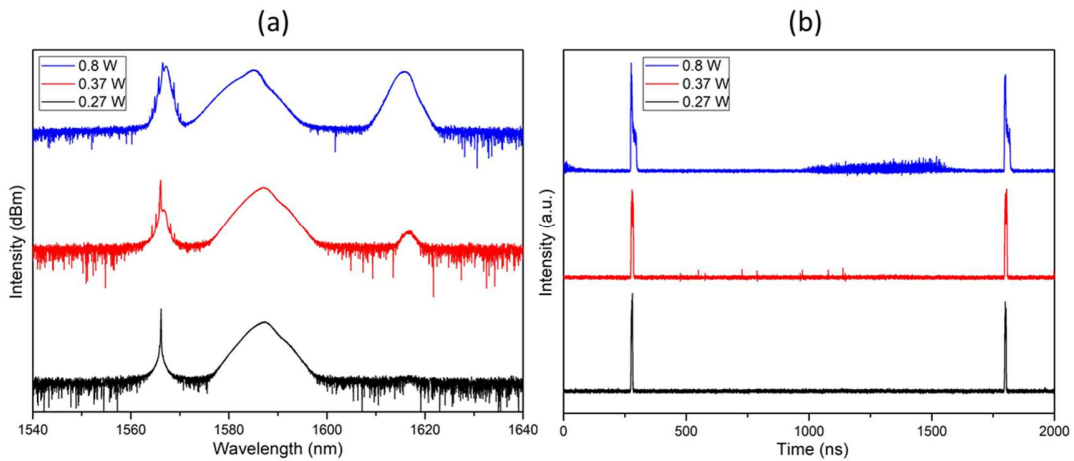 (a)
0.8 W
0.37 W
0.27 W
Intensity (dBm)
1540 1560 1580 1600 1620 1640
Wavelength (nm)
(b)
0.8 W
0.37 W
0.27 W
Intensity (a.u.)
0 500 1000 1500 2000
Time (ns)